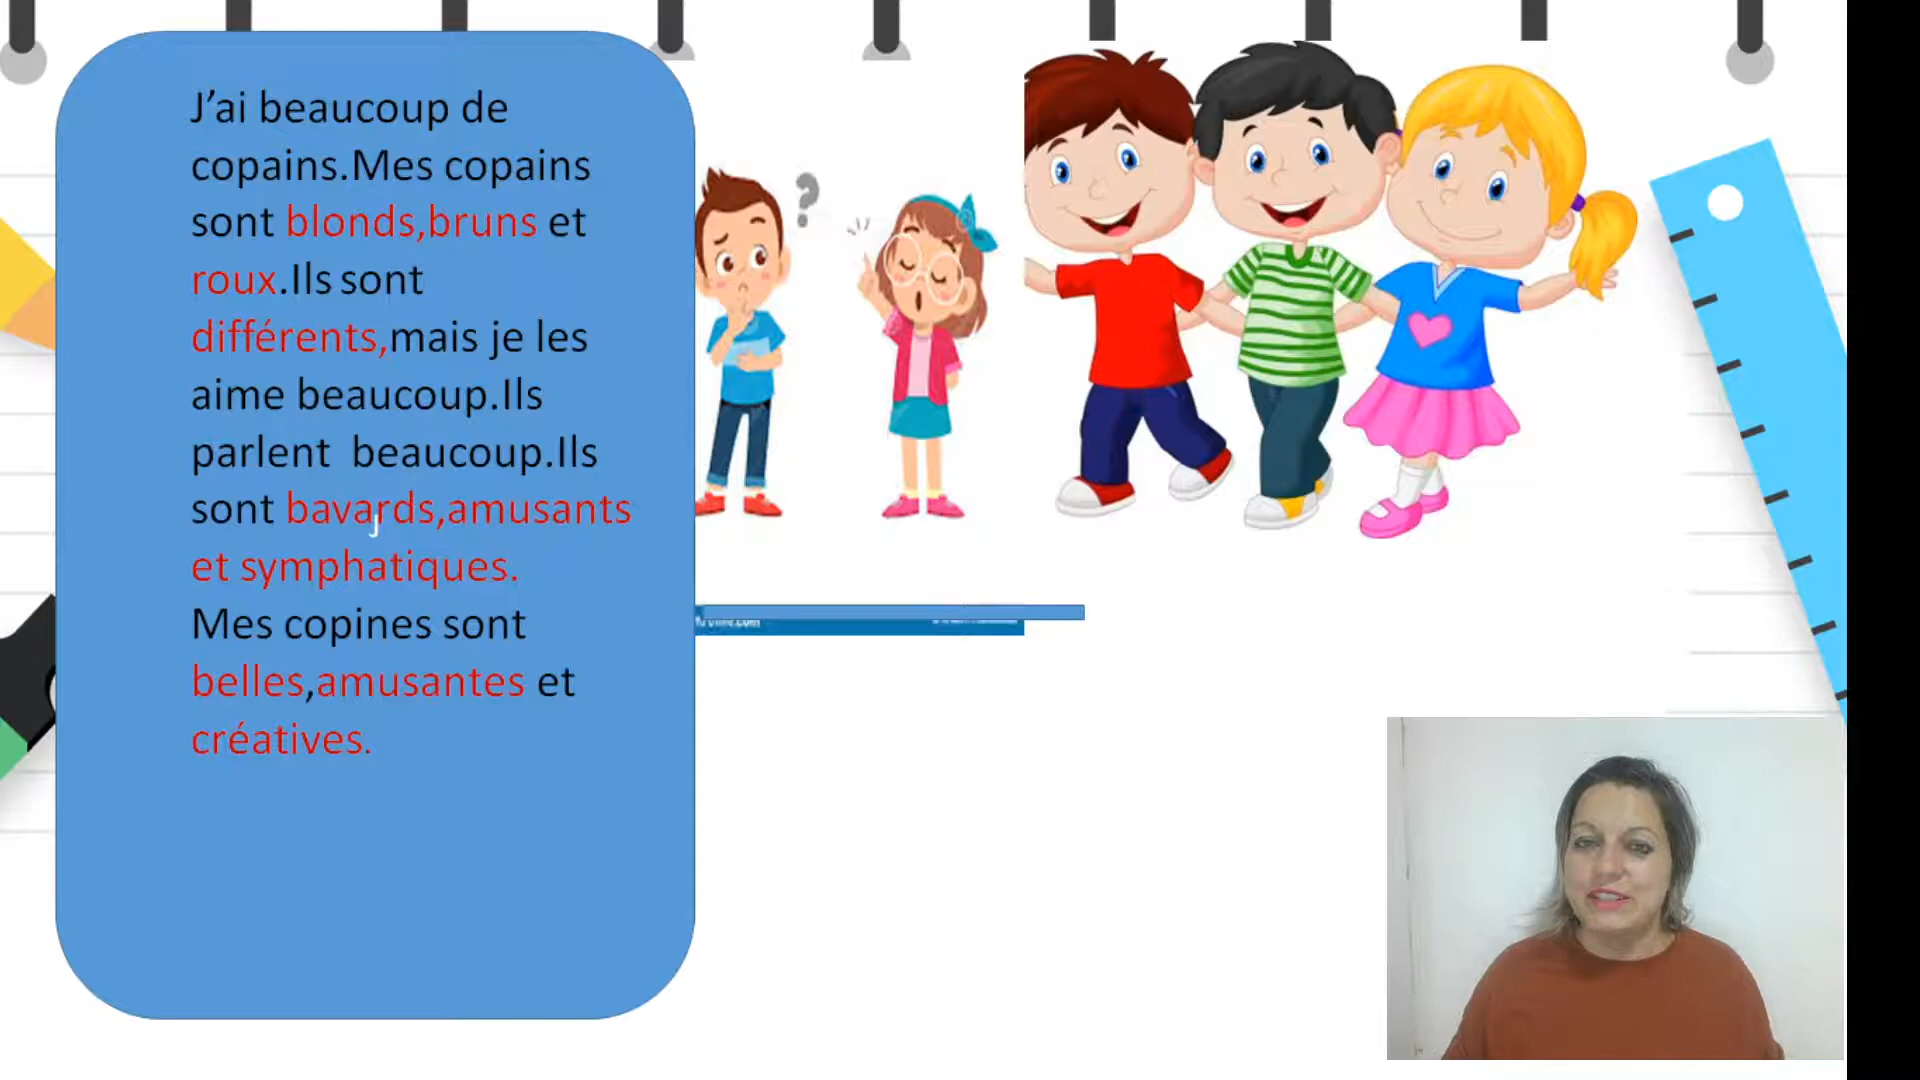 J’ai beaucoup de
copains.Mes copains
sont blonds,bruns et
roux.Ils sont
différents,mais je les
aime beaucoup.Ils
parlent  beaucoup.Ils
sont bavards,amusants
et symphatiques.
Mes copines sont
belles,amusantes et
créatives.
j
?